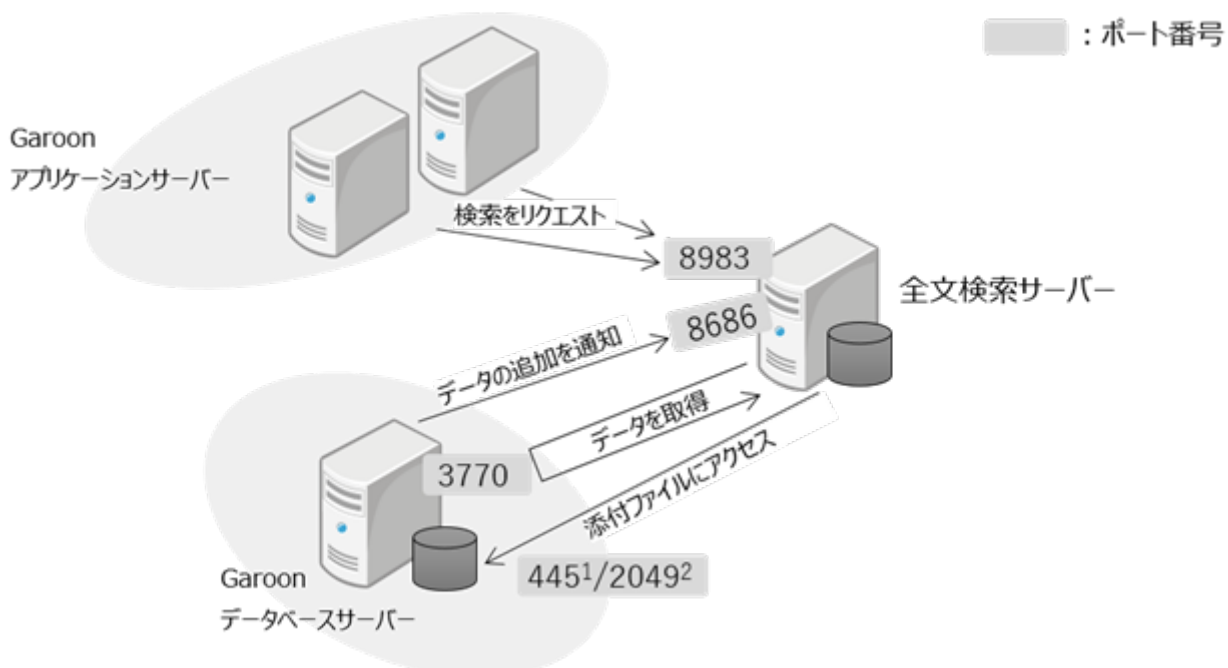 ：ポート番号
Garoon
アプリケーションサーバー
検索をリクエスト
8983
全文検索サーバー
8686
データの追加を通知
データを取得
3770
添付ファイルにアクセス
445¹/2049²
Garoon
データベースサーバー